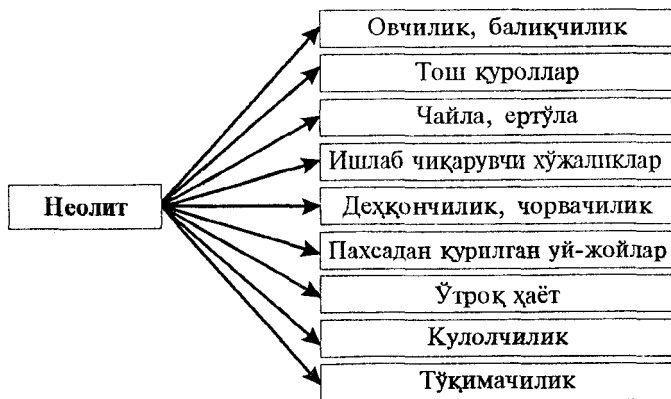 Овчилик, балиқчилик
Тош қуроллар
Чайла, ертўла
Ишлаб чиқарувчи хўжаликлар
Неолит
Деҳқончилик, чорвачилик
Пахсадан қурилган уй-жойлар
Ўтроқ ҳаёт
Кулолчилик
Тўқимачилик